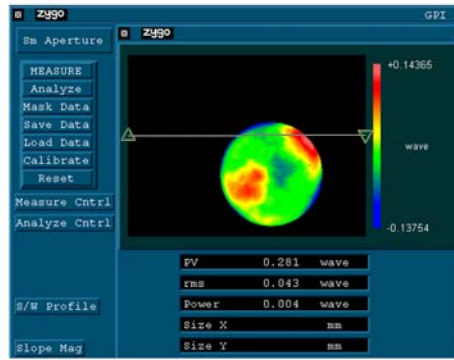 zygo
GPI
Sm Aperture
zygo
MEASURE
Analyze
Mask Data
Save Data
Load Data
Calibrate
Reset
Measure Cntrl
Analyze Cntrl
S/W Profile
Slope Mag
+0.14365
wave
-0.13754
PV 0.281 wave
rms 0.043 wave
Power 0.004 wave
Size X mm
Size Y mm